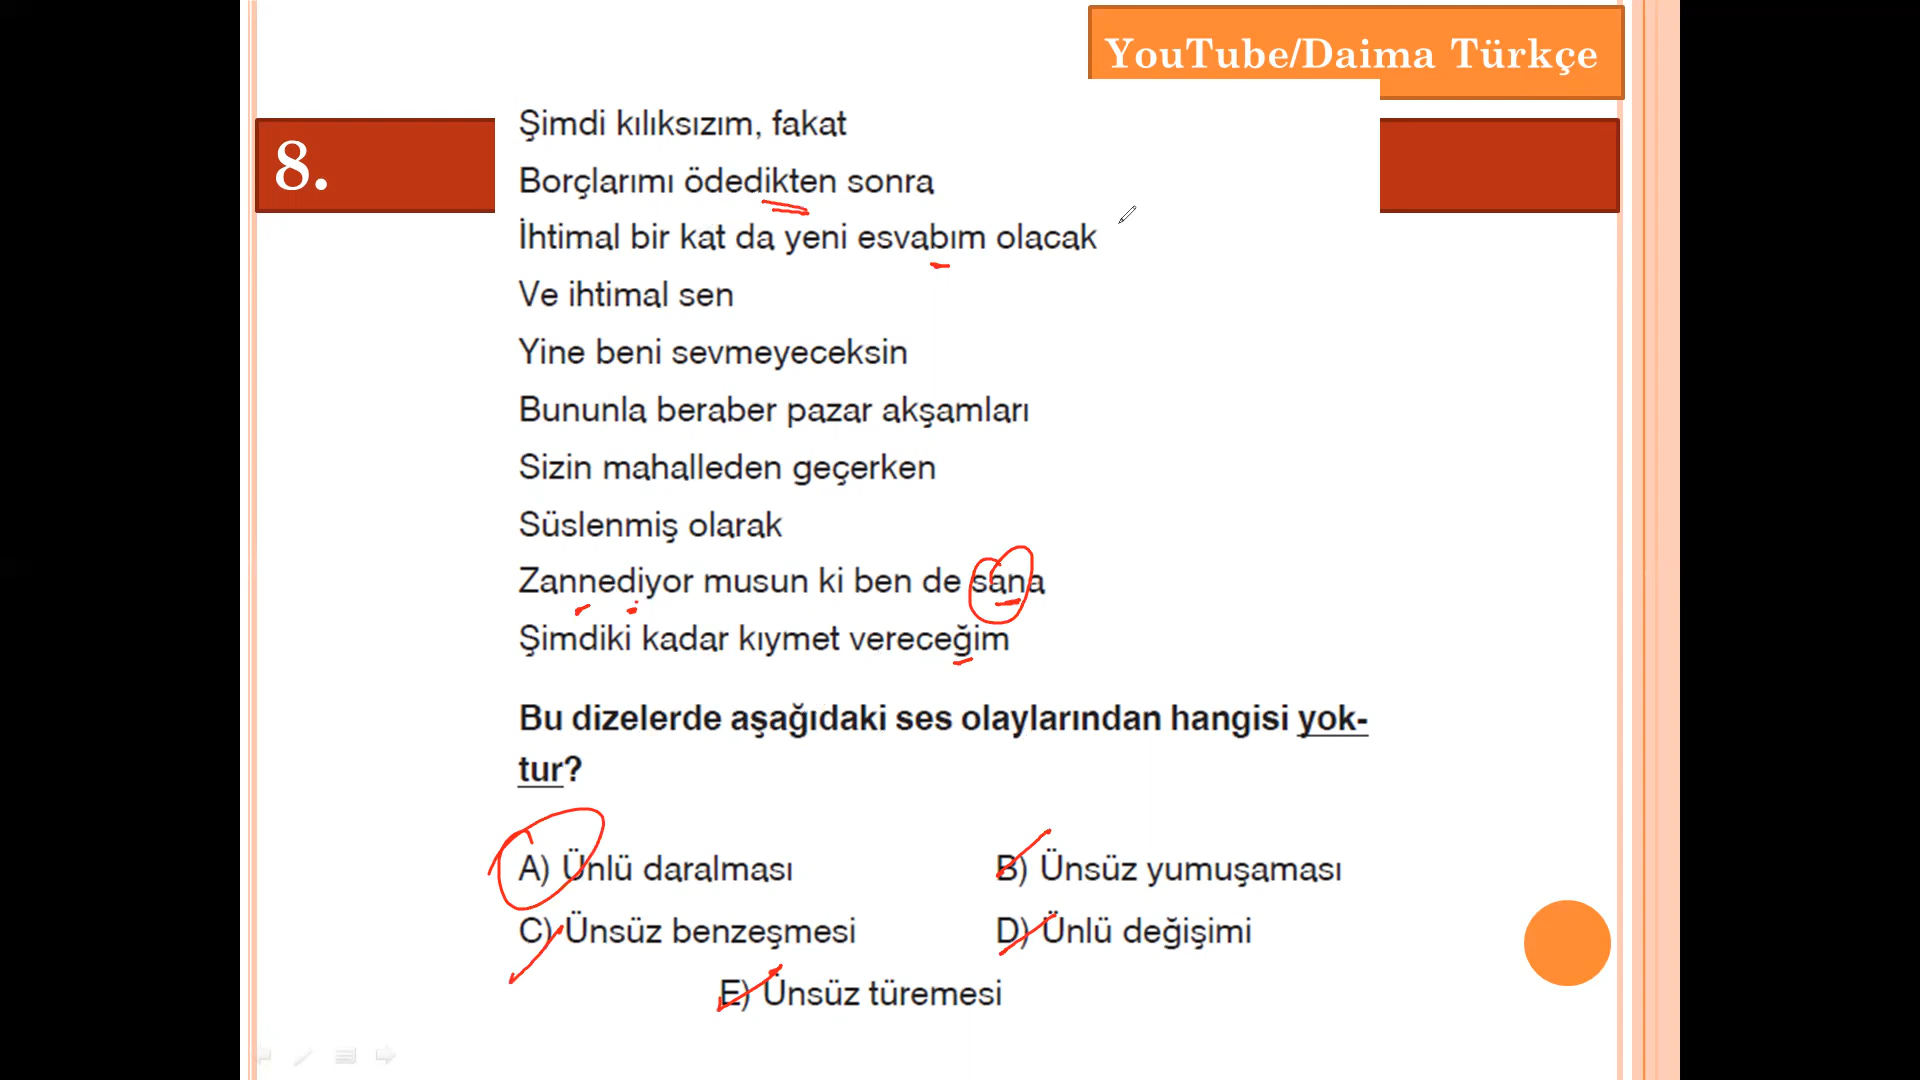 YouTube/Daima Türkçe
8.
Şimdi kılıksızım, fakat
Borçlarımı ödedikten sonra
İhtimal bir kat da yeni esvabım olacak
Ve ihtimal sen
Yine beni sevmeyeceksin
Bununla beraber pazar akşamları
Sizin mahalleden geçerken
Süslenmiş olarak
Zannediyor musun ki ben de sana
Şimdiki kadar kıymet vereceğim
Bu dizelerde aşağıdaki ses olaylarından hangisi yok-
tur?
A) Ünlü daralması
B) Ünsüz yumuşaması
C) Ünsüz benzeşmesi
D) Ünlü değişimi
E) Ünsüz türemesi